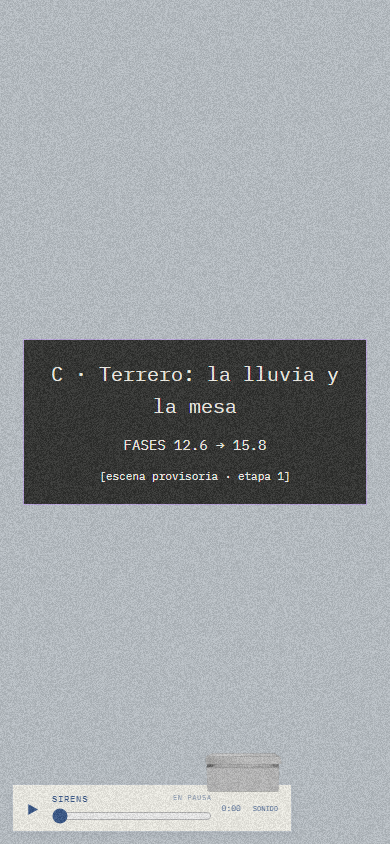 C · Terrero: la lluvia y
la mesa
FASES 12.6 → 15.8
[escena provisoria · etapa 1]
SIRENS EN PAUSA
0:00 SONIDO